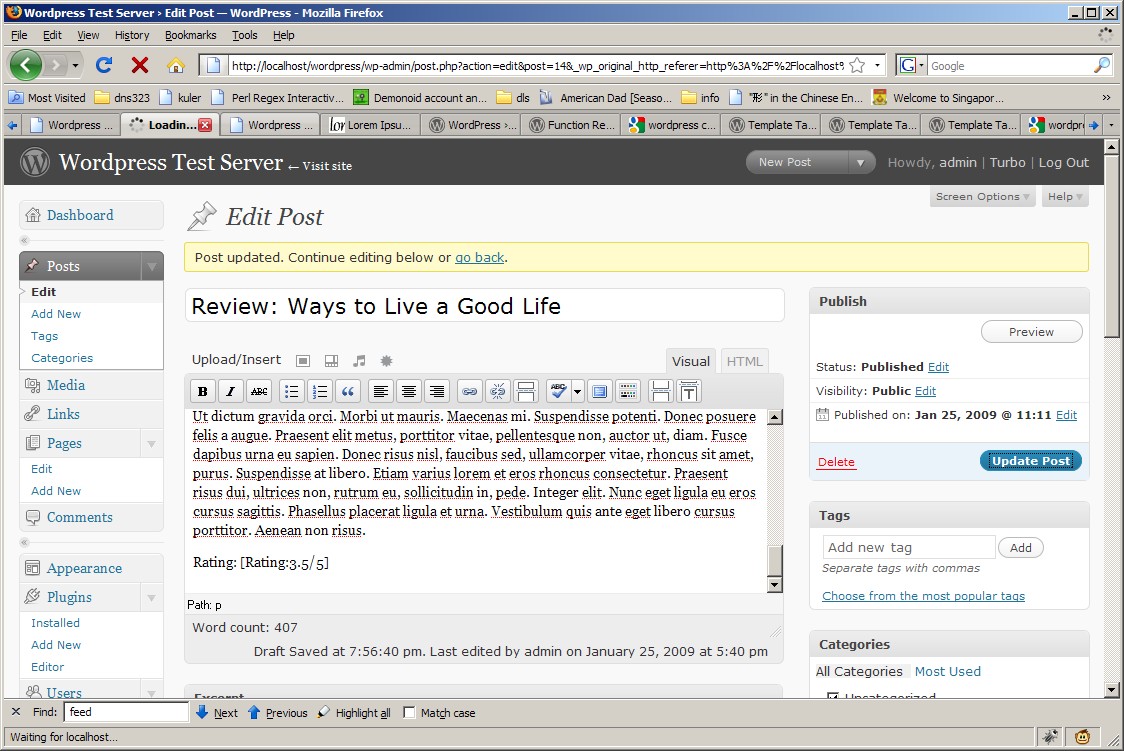 Wordpress Test Server › Edit Post — WordPress - Mozilla Firefox
File Edit View History Bookmarks Tools Help
http://localhost/wordpress/wp-admin/post.php?action=edit&post=14&_wp_original_http_referer=http%3A%2F%2Flocalhost%
G Google
Most Visited dns323 kuler Perl Regex Interactiv... Demonoid account an... dls American Dad [Seaso... info in the Chinese En... Welcome to Singapor... »
Wordpress ... Loadin... Wordpress ... lor Lorem Ipsu... WordPress ›... Function Re... wordpress c... Template Ta... Template Ta... Template Ta... wordpre
Wordpress Test Server ← Visit site New Post Howdy, admin | Turbo | Log Out
Screen Options Help
Dashboard
Posts
Edit
Add New
Tags
Categories
Media
Links
Pages
Edit
Add New
Comments
Appearance
Plugins
Installed
Add New
Editor
Users
Edit Post
Post updated. Continue editing below or go back.
Review: Ways to Live a Good Life
Upload/Insert Visual HTML
B I ABC “ ABC T
Ut dictum gravida orci. Morbi ut mauris. Maecenas mi. Suspendisse potenti. Donec posuere
felis a augue. Praesent elit metus, porttitor vitae, pellentesque non, auctor ut, diam. Fusce
dapibus urna eu sapien. Donec risus nisl, faucibus sed, ullamcorper vitae, rhoncus sit amet,
purus. Suspendisse at libero. Etiam varius lorem et eros rhoncus consectetur. Praesent
risus dui, ultrices non, rutrum eu, sollicitudin in, pede. Integer elit. Nunc eget ligula eu eros
cursus sagittis. Phasellus placerat ligula et urna. Vestibulum quis ante eget libero cursus
porttitor. Aenean non risus.
Rating: [Rating:3.5/5]
Path: p
Word count: 407
Draft Saved at 7:56:40 pm. Last edited by admin on January 25, 2009 at 5:40 pm
Excerpt
Publish
Preview
Status: Published Edit
Visibility: Public Edit
Published on: Jan 25, 2009 @ 11:11 Edit
Delete Update Post
Tags
Add new tag Add
Separate tags with commas
Choose from the most popular tags
Categories
All Categories Most Used
Uncategorized
Find: feed Next Previous Highlight all Match case
Waiting for localhost...